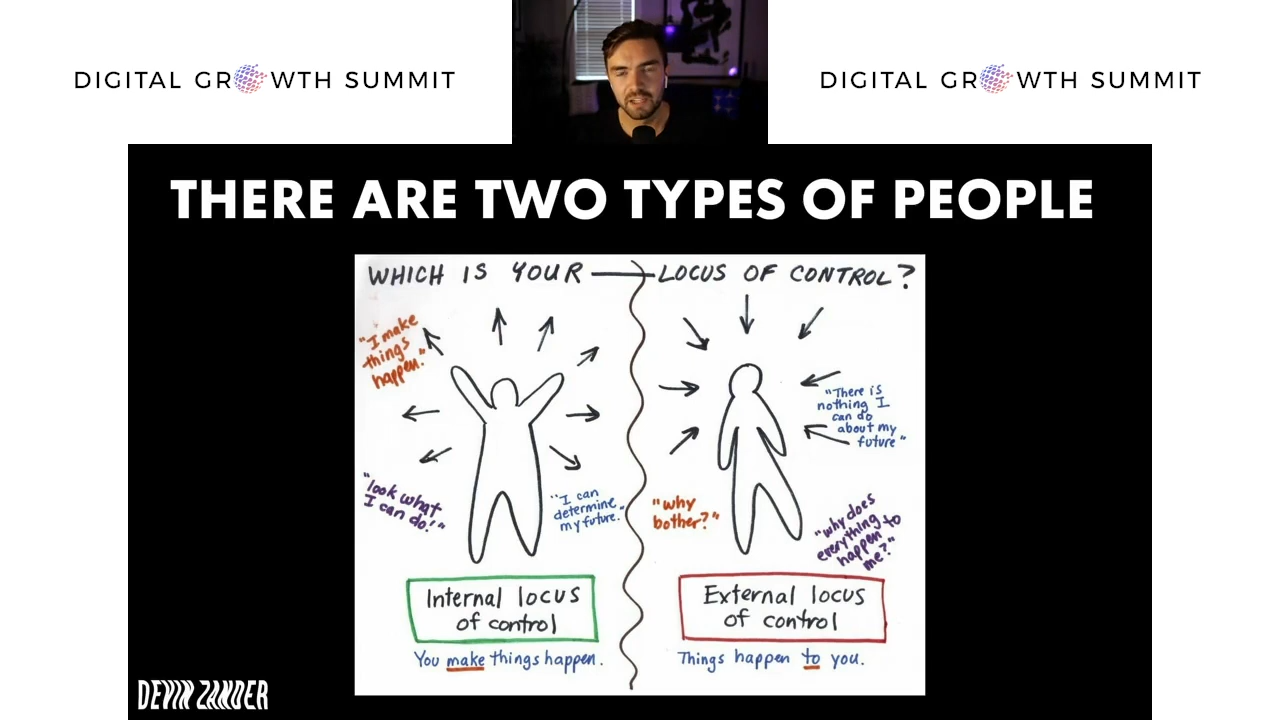 DIGITAL GROWTH SUMMIT
DIGITAL GROWTH SUMMIT
THERE ARE TWO TYPES OF PEOPLE
WHICH IS YOUR LOCUS OF CONTROL?
"I make
things
happen."
"look what
I can do!"
"I can
determine
my future."
Internal locus
of control
You make things happen.
"There is
nothing I
can do
about my
future"
"why
bother?"
"why does
everything
happen to
me?"
External locus
of control
Things happen to you.
DEVIN ZANDER